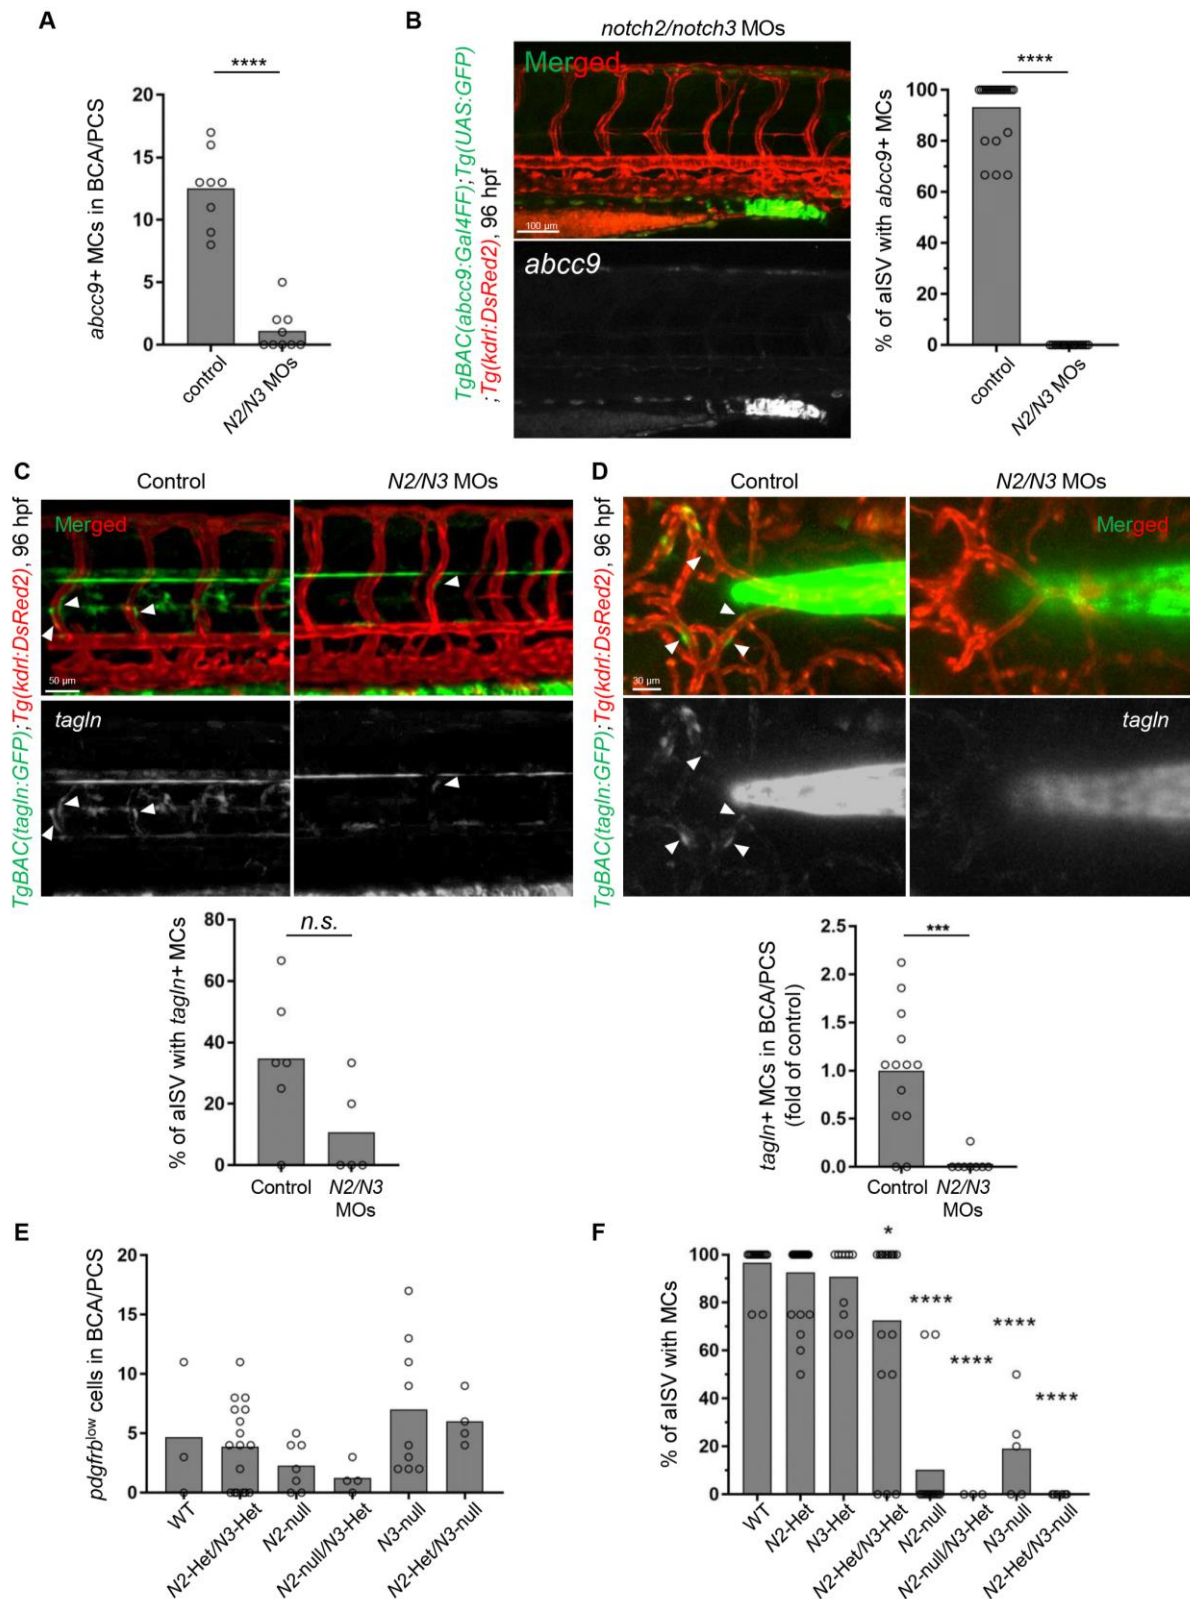 A
****
abcc9+ MCs in BCA/PCS
20
15
10
5
0
control
N2/N3 MOs
B
notch2/notch3 MOs
TgBAC(abcc9:Gal4FF);Tg(UAS:GFP)
;Tg(kdrl:DsRed2), 96 hpf
Merged
100 µm
abcc9
****
% of aISV with abcc9+ MCs
100
80
60
40
20
0
control
N2/N3 MOs
C
Control
N2/N3 MOs
TgBAC(tagln:GFP);Tg(kdrl:DsRed2), 96 hpf
Merged
50 µm
tagln
n.s.
% of aISV with tagln+ MCs
80
60
40
20
0
Control
N2/N3
MOs
D
Control
N2/N3 MOs
TgBAC(tagln:GFP);Tg(kdrl:DsRed2), 96 hpf
Merged
30 µm
tagln
***
tagln+ MCs in BCA/PCS
(fold of control)
2.5
2.0
1.5
1.0
0.5
0.0
Control
N2/N3
MOs
E
pdgfrb^low cells in BCA/PCS
20
15
10
5
0
WT
N2-Het/N3-Het
N2-null
N2-null/N3-Het
N3-null
N2-Het/N3-null
F
% of aISV with MCs
100
80
60
40
20
0
*
****
****
****
****
WT
N2-Het
N3-Het
N2-Het/N3-Het
N2-null
N2-null/N3-Het
N3-null
N2-Het/N3-null